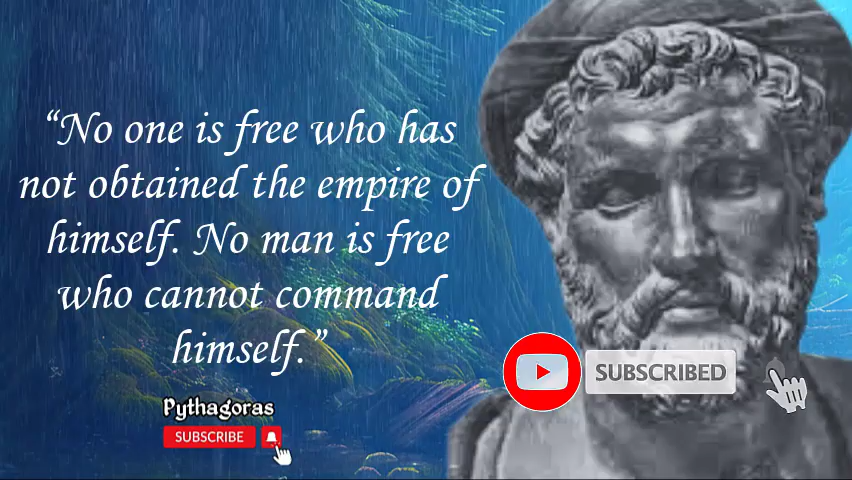 “No one is free who has
not obtained the empire of
himself. No man is free
who cannot command
himself.”
Pythagoras
SUBSCRIBE
SUBSCRIBED